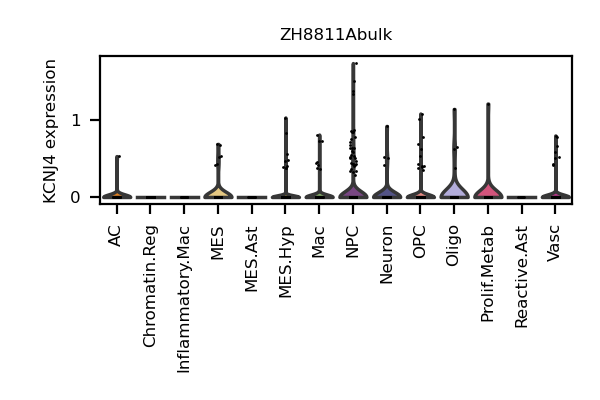 ZH8811Abulk
KCNJ4 expression
1
0
AC
Chromatin.Reg
Inflammatory.Mac
MES
MES.Ast
MES.Hyp
Mac
NPC
Neuron
OPC
Oligo
Prolif.Metab
Reactive.Ast
Vasc